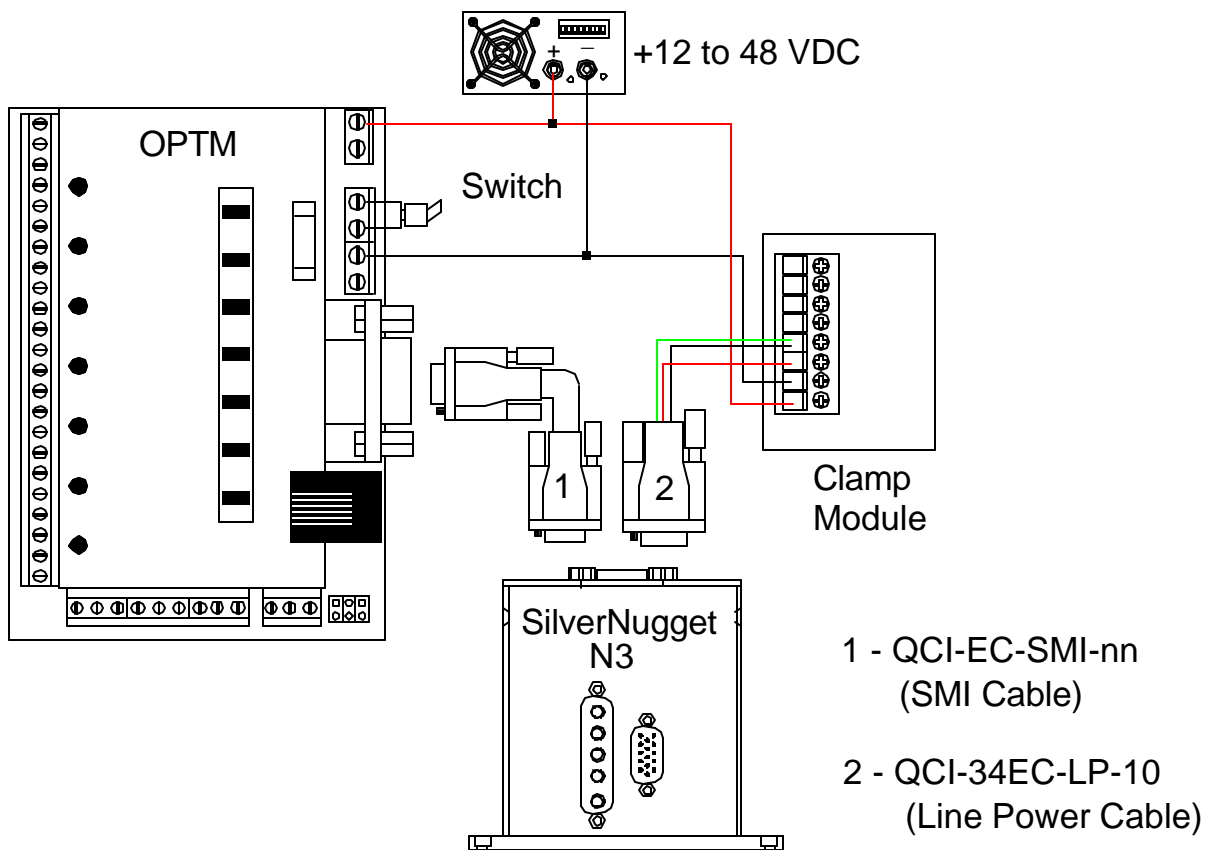 + −
+12 to 48 VDC
OPTM
Switch
Clamp
Module
1
2
SilverNugget
N3
1 - QCI-EC-SMI-nn
(SMI Cable)
2 - QCI-34EC-LP-10
(Line Power Cable)